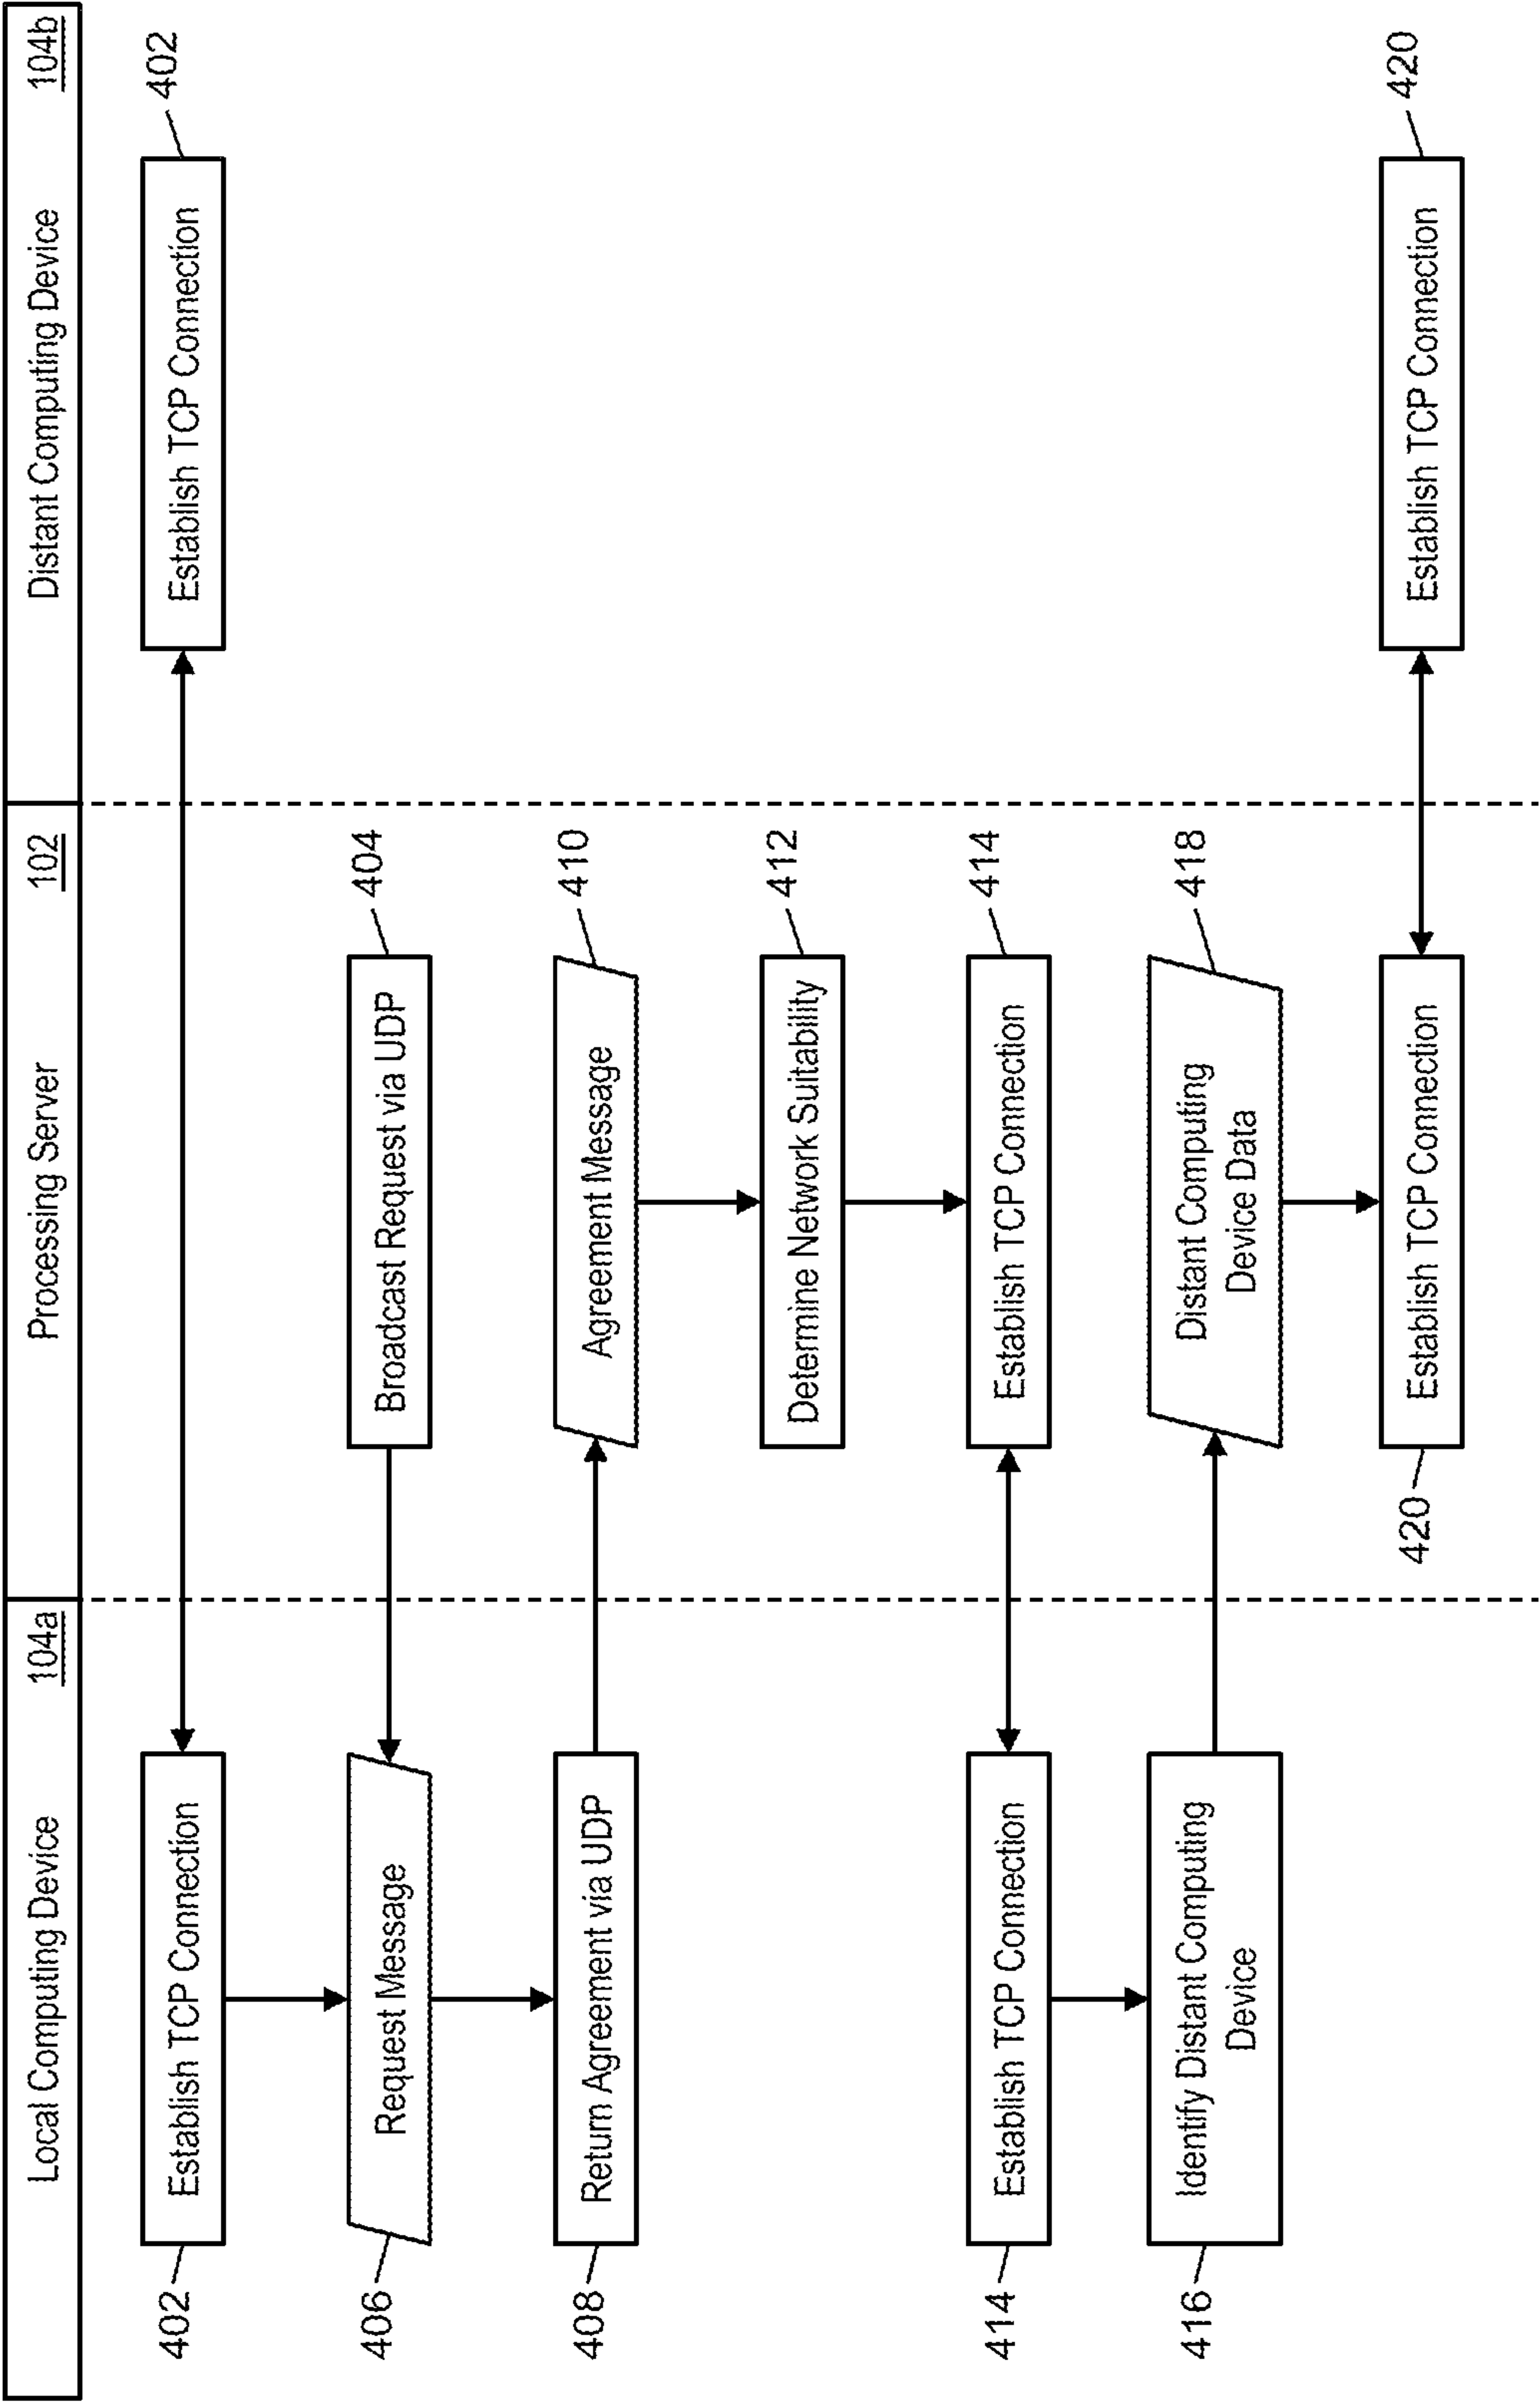 Local Computing Device 104a
Processing Server 102
Distant Computing Device 104b
402
Establish TCP Connection
Establish TCP Connection
402
Broadcast Request via UDP
404
406
Request Message
408
Return Agreement via UDP
Agreement Message
410
Determine Network Suitability
412
414
Establish TCP Connection
Establish TCP Connection
414
416
Identify Distant Computing
Device
Distant Computing
Device Data
418
420
Establish TCP Connection
Establish TCP Connection
420